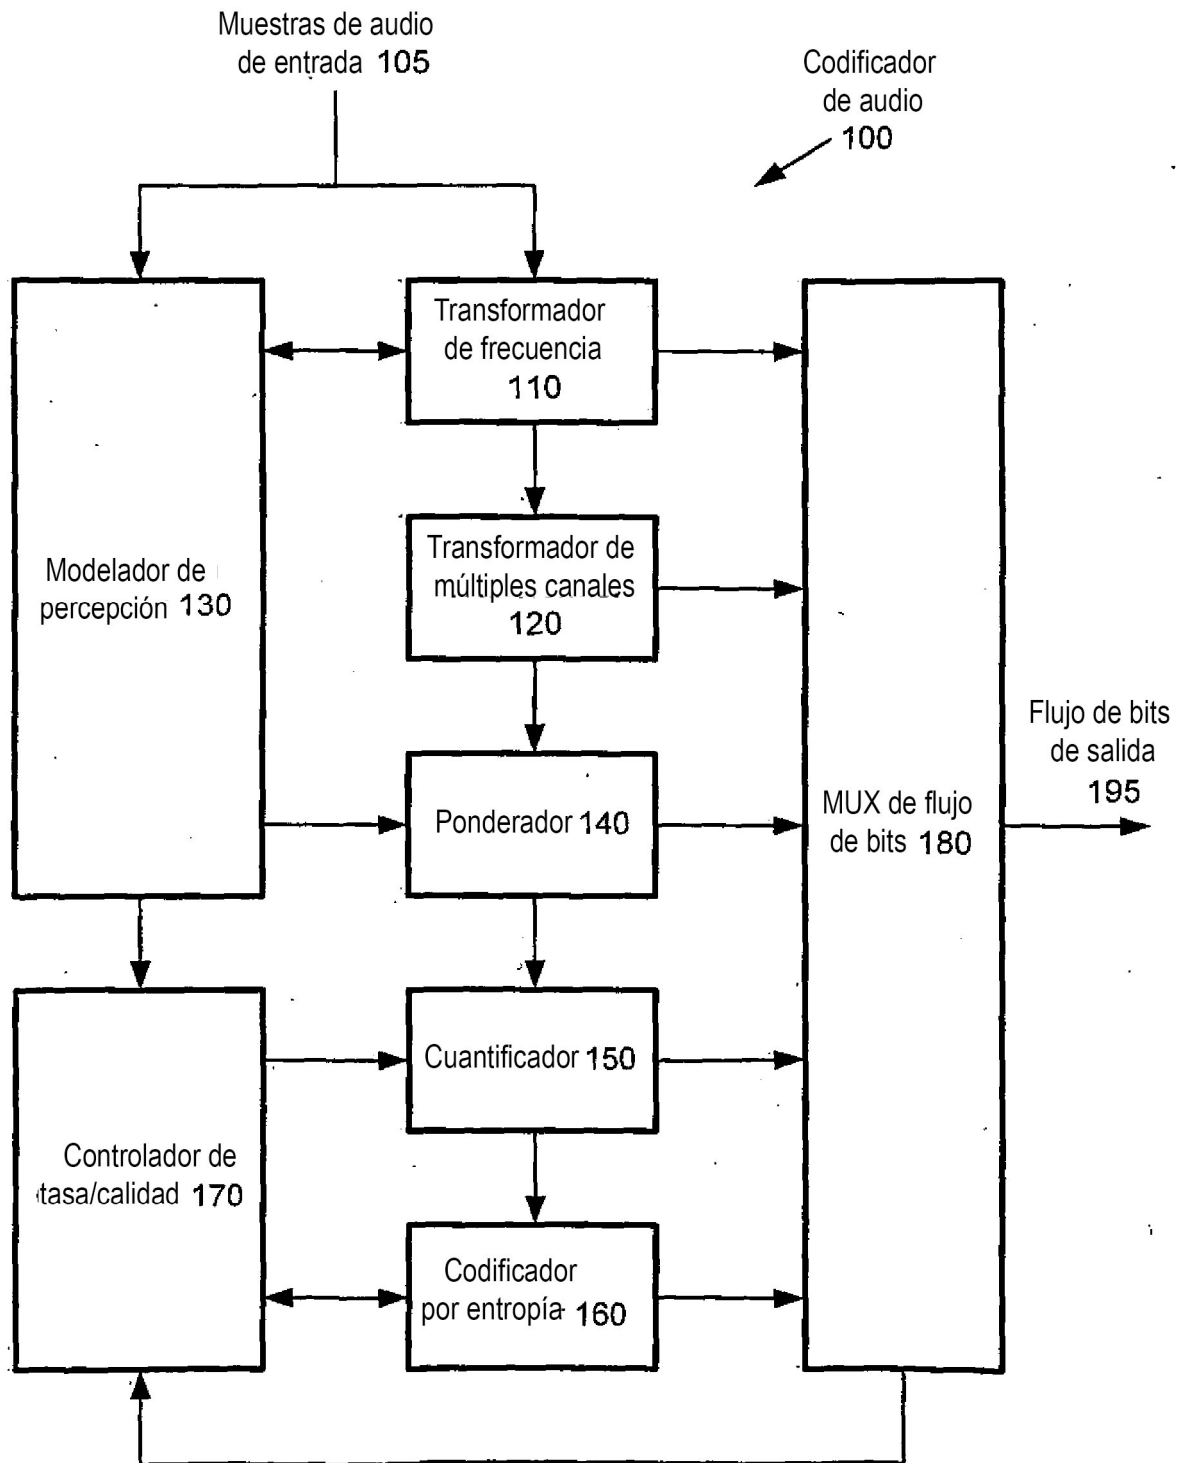 Muestras de audio
de entrada 105
Codificador
de audio
100
Transformador
de frecuencia
110
Modelador de
percepción 130
Transformador de
múltiples canales
120
Ponderador 140
MUX de flujo
de bits 180
Flujo de bits
de salida
195
Cuantificador 150
Controlador de
tasa/calidad 170
Codificador
por entropía 160